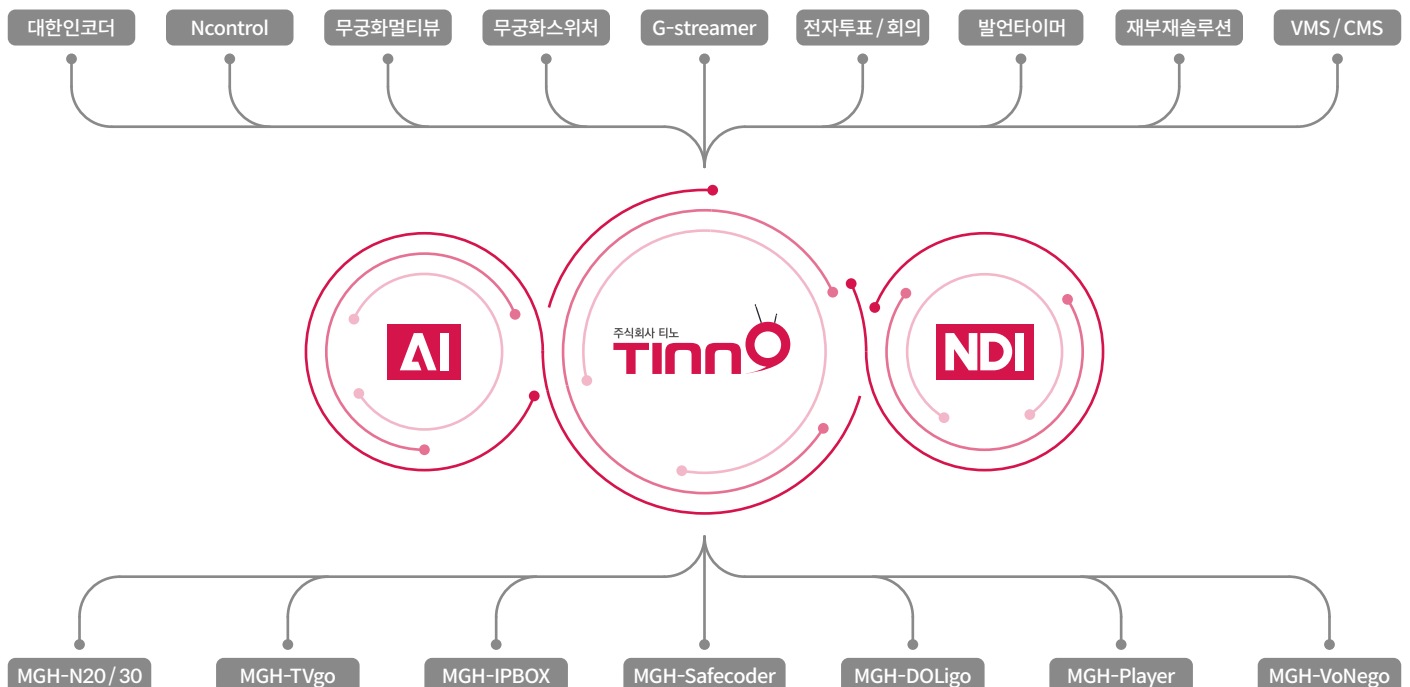 대한인코더
Ncontrol
무궁화멀티뷰
무궁화스위처
G-streamer
전자투표 / 회의
발언타이머
재부재솔루션
VMS / CMS
AI
주식회사 티노
TINNO
NDI
MGH-N20 / 30
MGH-TVgo
MGH-IPBOX
MGH-Safecoder
MGH-DOLigo
MGH-Player
MGH-VoNego